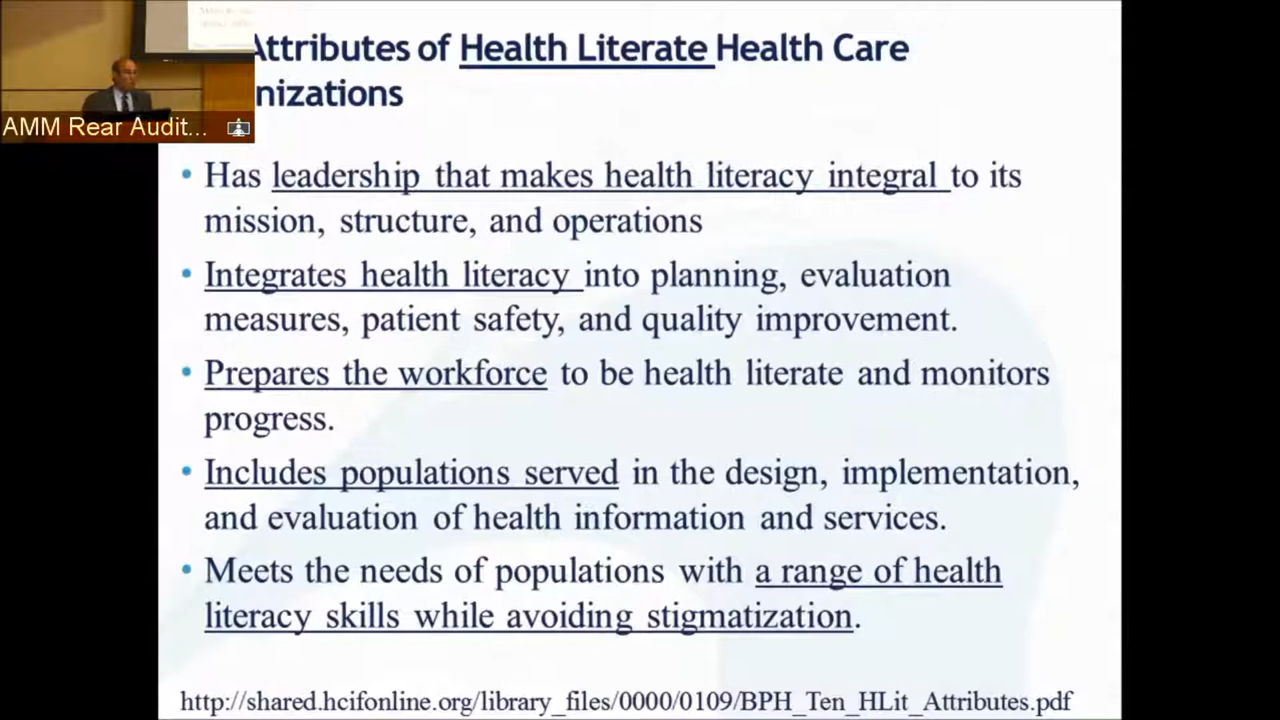 Attributes of Health Literate Health Care
nizations
AMM Rear Audit...
• Has leadership that makes health literacy integral to its
mission, structure, and operations
• Integrates health literacy into planning, evaluation
measures, patient safety, and quality improvement.
• Prepares the workforce to be health literate and monitors
progress.
• Includes populations served in the design, implementation,
and evaluation of health information and services.
• Meets the needs of populations with a range of health
literacy skills while avoiding stigmatization.
http://shared.hcifonline.org/library_files/0000/0109/BPH_Ten_HLit_Attributes.pdf